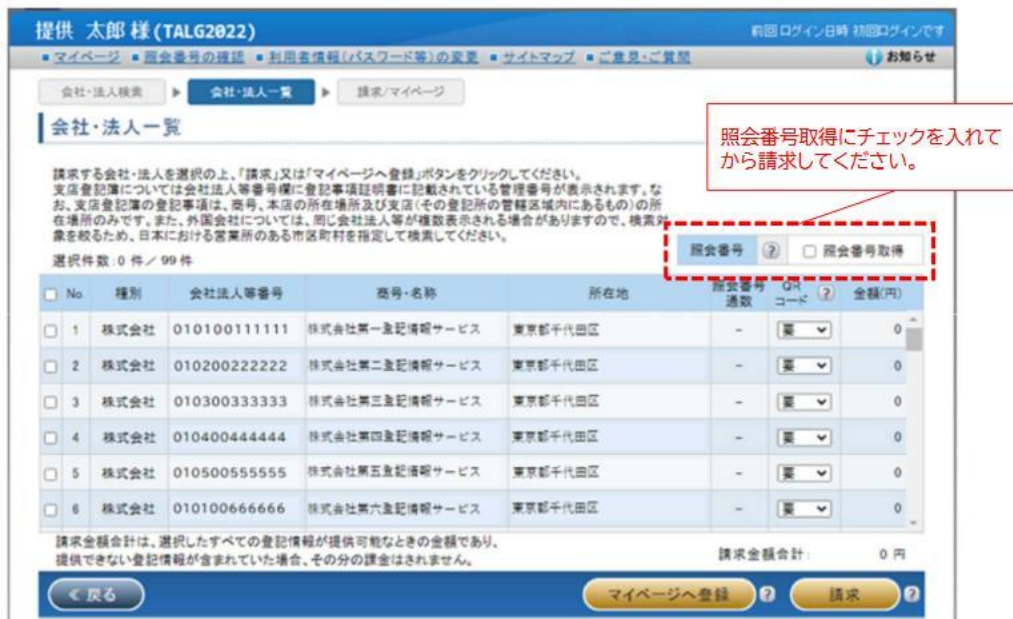 提供 太郎 様 (TALG2022)
前回ログイン日時 初回ログインです
■マイページ ■照会番号の確認 ■利用者情報(パスワード等)の変更 ■サイトマップ ■ご意見・ご質問
お知らせ
会社・法人検索 ▶ 会社・法人一覧 ▶ 請求/マイページ
会社・法人一覧
照会番号取得にチェックを入れて
から請求してください。
請求する会社・法人を選択の上、「請求」又は「マイページへ登録」ボタンをクリックしてください。
支店登記簿については会社法人等番号欄に登記事項証明書に記載されている管理番号が表示されます。な
お、支店登記簿の登記事項は、商号、本店の所在場所及び支店(その登記所の管轄区域内にあるもの)の所
在場所のみです。また、外国会社については、同じ会社法人等が複数表示される場合がありますので、検索対
象を絞るため、日本における営業所のある市区町村を指定して検索してください。
照会番号 ? 照会番号取得
選択件数:0 件/ 99 件
No. 種別 会社法人等番号 商号・名称 所在地 照会番号通数 QRコード ? 金額(円)
1 株式会社 010100111111 株式会社第一登記情報サービス 東京都千代田区 - 要 0
2 株式会社 010200222222 株式会社第二登記情報サービス 東京都千代田区 - 要 0
3 株式会社 010300333333 株式会社第三登記情報サービス 東京都千代田区 - 要 0
4 株式会社 010400444444 株式会社第四登記情報サービス 東京都千代田区 - 要 0
5 株式会社 010500555555 株式会社第五登記情報サービス 東京都千代田区 - 要 0
6 株式会社 010100666666 株式会社第六登記情報サービス 東京都千代田区 - 要 0
請求金額合計は、選択したすべての登記情報が提供可能なときの金額であり、
提供できない登記情報が含まれていた場合、その分の課金はされません。
請求金額合計: 0 円
≪ 戻る
マイページへ登録 ?
請求 ?